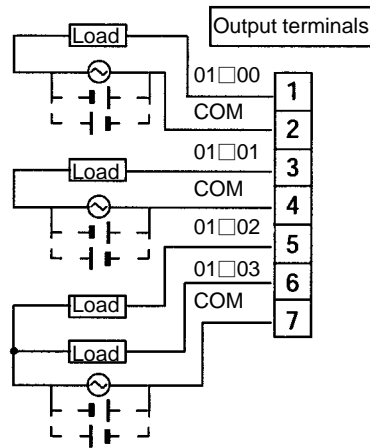 Output terminals
Load
01□00
1
COM
2
01□01
3
Load
COM
4
01□02
5
Load
01□03
6
COM
7
Load